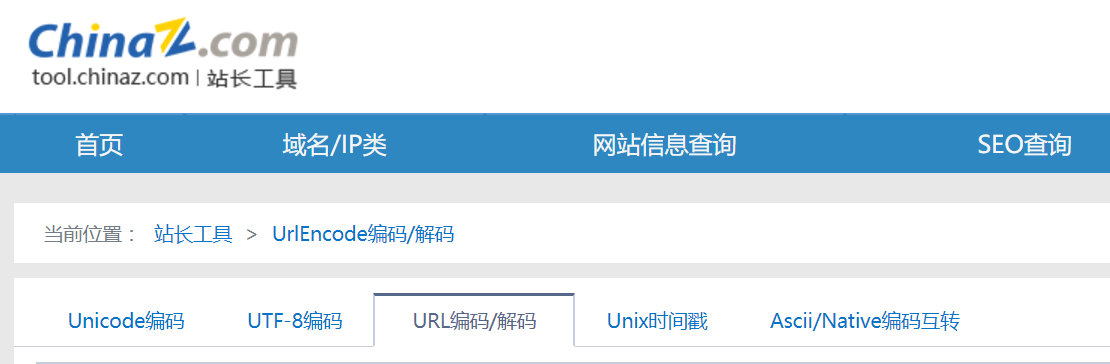 ChinaZ.com
tool.chinaz.com | 站长工具
首页 域名/IP类 网站信息查询 SEO查询
当前位置： 站长工具 > UrlEncode编码/解码
Unicode编码 UTF-8编码 URL编码/解码 Unix时间戳 Ascii/Native编码互转